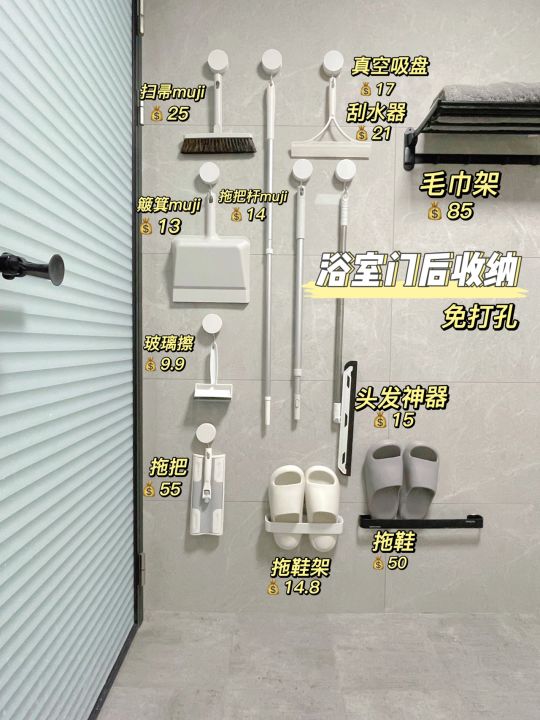 真空吸盘
17
扫帚muji
25
刮水器
21
毛巾架
85
簸箕muji
13
拖把杆muji
14
浴室门后收纳
免打孔
玻璃擦
9.9
头发神器
15
拖把
55
拖鞋架
14.8
拖鞋
50